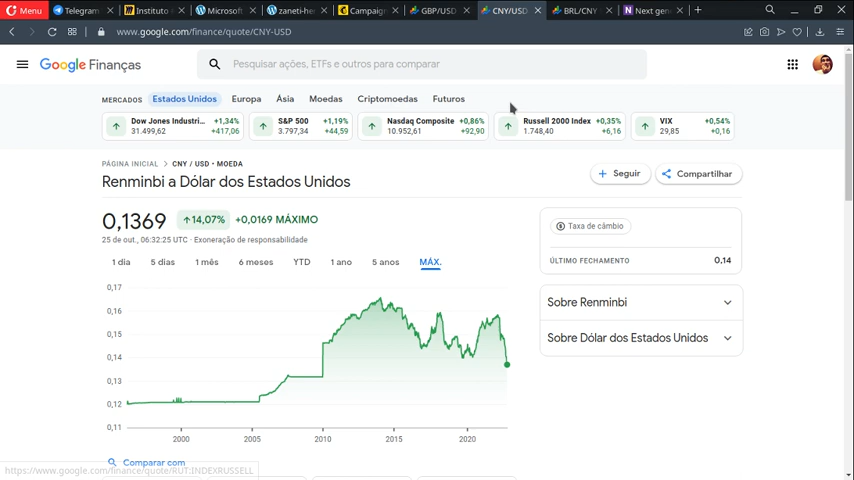 Menu
Telegram
Instituto
Microsoft
zaneti-he
Campaign
GBP/USD
CNY/USD
BRL/CNY
Next gen
www.google.com/finance/quote/CNY-USD
Google Finanças
Pesquisar ações, ETFs e outros para comparar
MERCADOS Estados Unidos Europa Ásia Moedas Criptomoedas Futuros
Dow Jones Industri... +1,34%
31.499,62 +417,06
S&P 500 +1,19%
3.797,34 +44,59
Nasdaq Composite +0,86%
10.952,61 +92,90
Russell 2000 Index +0,35%
1.748,40 +6,16
VIX +0,54%
29,85 +0,16
PÁGINA INICIAL > CNY / USD • MOEDA
Renminbi a Dólar dos Estados Unidos
Seguir
Compartilhar
0,1369 ↑14,07% +0,0169 MÁXIMO
25 de out., 06:32:25 UTC · Exoneração de responsabilidade
1 dia 5 dias 1 mês 6 meses YTD 1 ano 5 anos MÁX.
0,17
0,16
0,15
0,14
0,13
0,12
0,11
2000 2005 2010 2015 2020
Taxa de câmbio
ÚLTIMO FECHAMENTO 0,14
Sobre Renminbi
Sobre Dólar dos Estados Unidos
Comparar com
https://www.google.com/finance/quote/RUT:INDEXRUSSELL